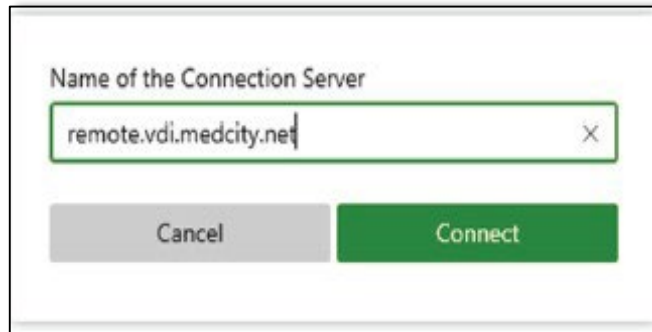 Name of the Connection Server
remote.vdi.medcity.net
Cancel
Connect